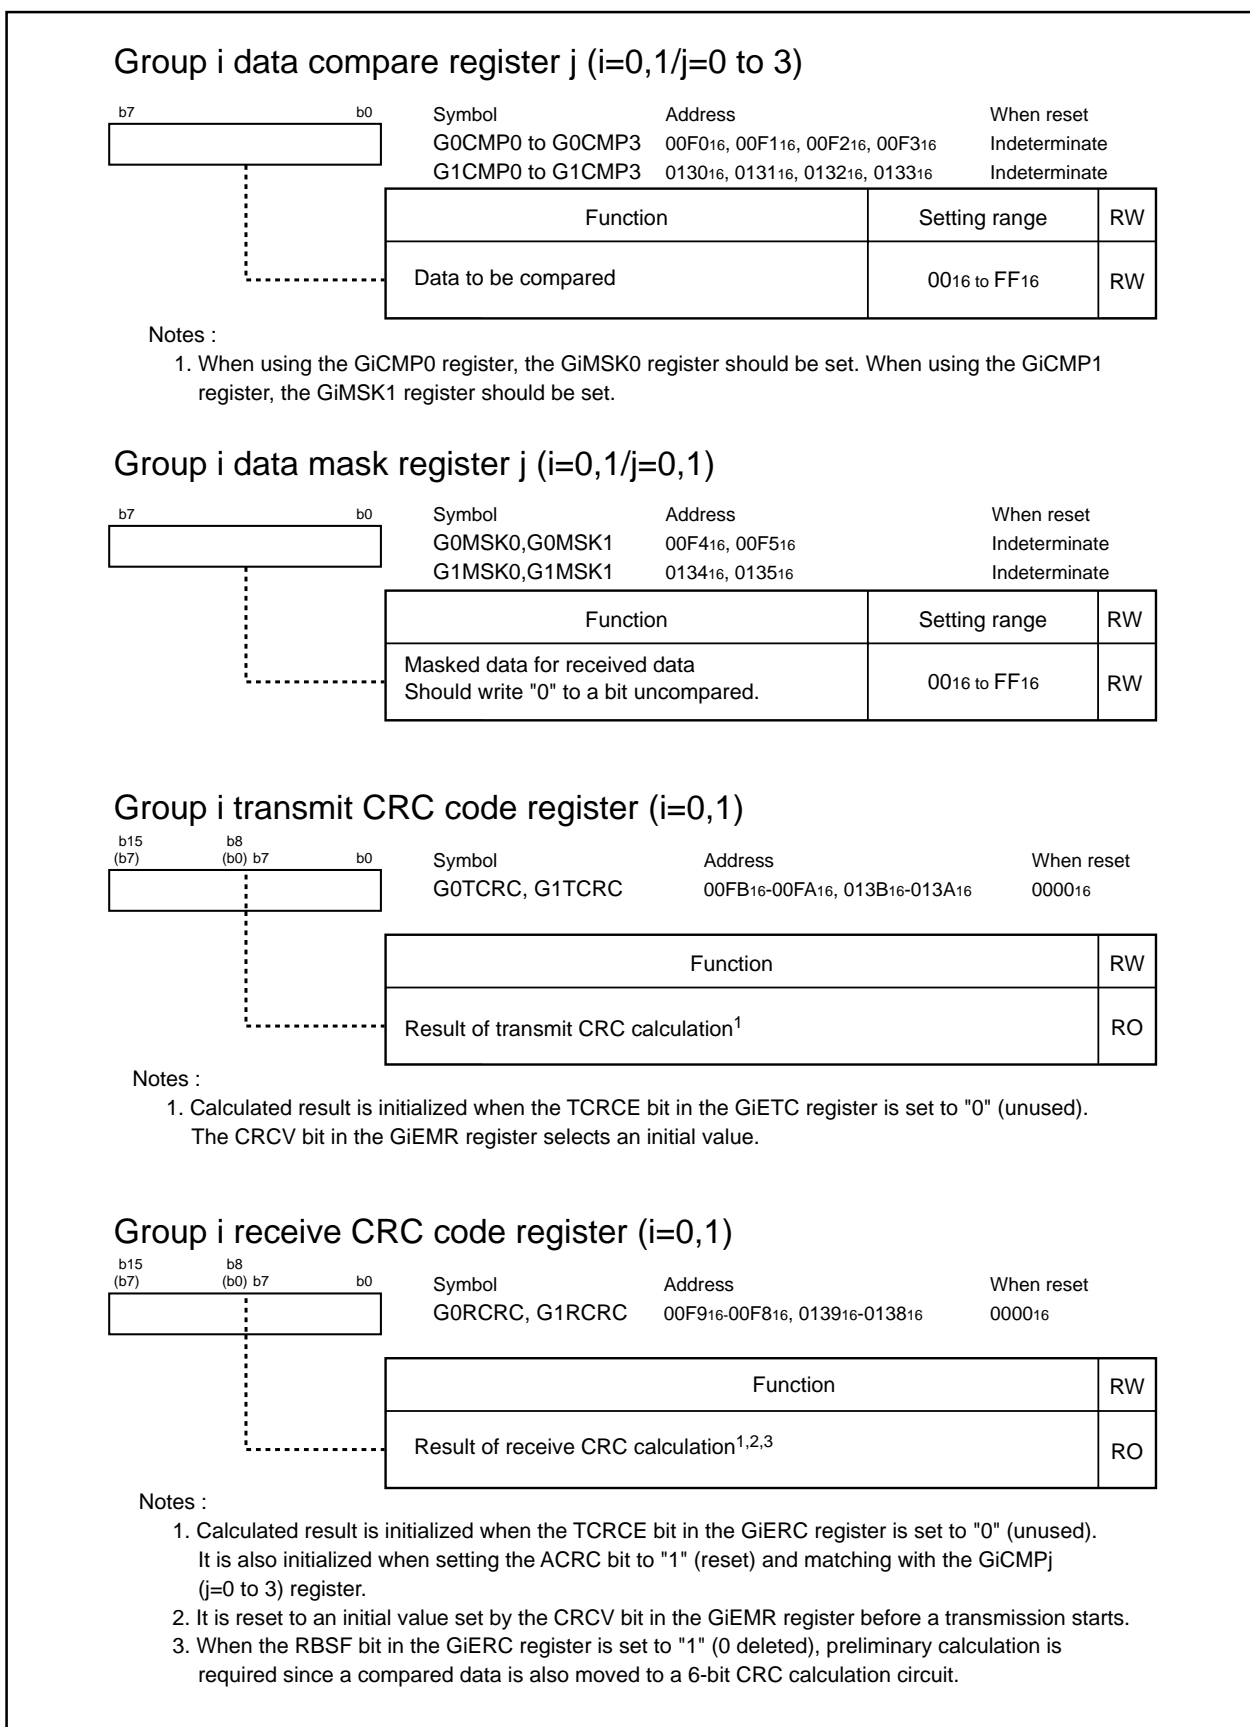 Group i data compare register j (i=0,1/j=0 to 3)
b7 b0 Symbol Address When reset
G0CMP0 to G0CMP3 00F016, 00F116, 00F216, 00F316 Indeterminate
G1CMP0 to G1CMP3 013016, 013116, 013216, 013316 Indeterminate
Function Setting range RW
Data to be compared 0016 to FF16 RW
Notes :
1. When using the GiCMP0 register, the GiMSK0 register should be set. When using the GiCMP1
register, the GiMSK1 register should be set.
Group i data mask register j (i=0,1/j=0,1)
b7 b0 Symbol Address When reset
G0MSK0,G0MSK1 00F416, 00F516 Indeterminate
G1MSK0,G1MSK1 013416, 013516 Indeterminate
Function Setting range RW
Masked data for received data
Should write "0" to a bit uncompared. 0016 to FF16 RW
Group i transmit CRC code register (i=0,1)
b15 b8
(b7) (b0) b7 b0 Symbol Address When reset
G0TCRC, G1TCRC 00FB16-00FA16, 013B16-013A16 000016
Function RW
Result of transmit CRC calculation1 RO
Notes :
1. Calculated result is initialized when the TCRCE bit in the GiETC register is set to "0" (unused).
The CRCV bit in the GiEMR register selects an initial value.
Group i receive CRC code register (i=0,1)
b15 b8
(b7) (b0) b7 b0 Symbol Address When reset
G0RCRC, G1RCRC 00F916-00F816, 013916-013816 000016
Function RW
Result of receive CRC calculation1,2,3 RO
Notes :
1. Calculated result is initialized when the TCRCE bit in the GiERC register is set to "0" (unused).
It is also initialized when setting the ACRC bit to "1" (reset) and matching with the GiCMPj
(j=0 to 3) register.
2. It is reset to an initial value set by the CRCV bit in the GiEMR register before a transmission starts.
3. When the RBSF bit in the GiERC register is set to "1" (0 deleted), preliminary calculation is
required since a compared data is also moved to a 6-bit CRC calculation circuit.